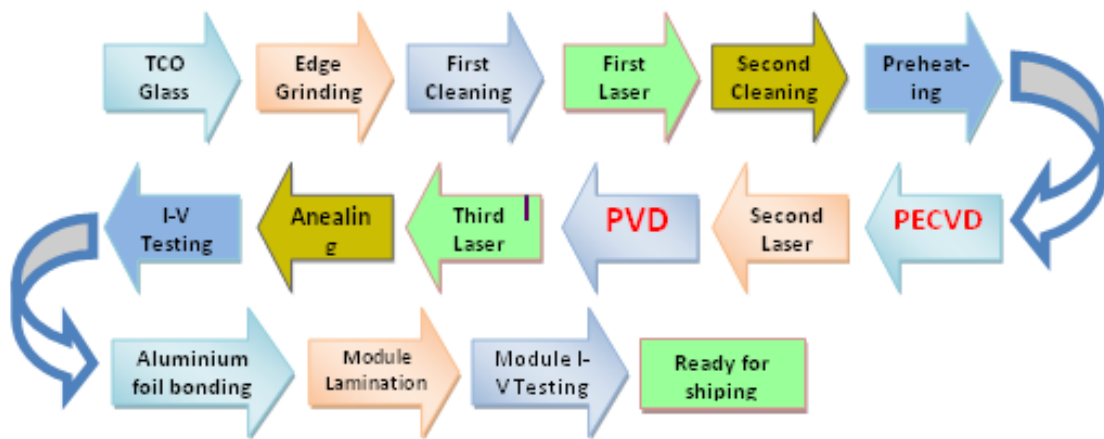 TCO
Glass
Edge
Grinding
First
Cleaning
First
Laser
Second
Cleaning
Preheat-
ing
PECVD
Second
Laser
PVD
Third
Laser
Anealin
g
I-V
Testing
Aluminium
foil bonding
Module
Lamination
Module I-
V Testing
Ready for
shiping